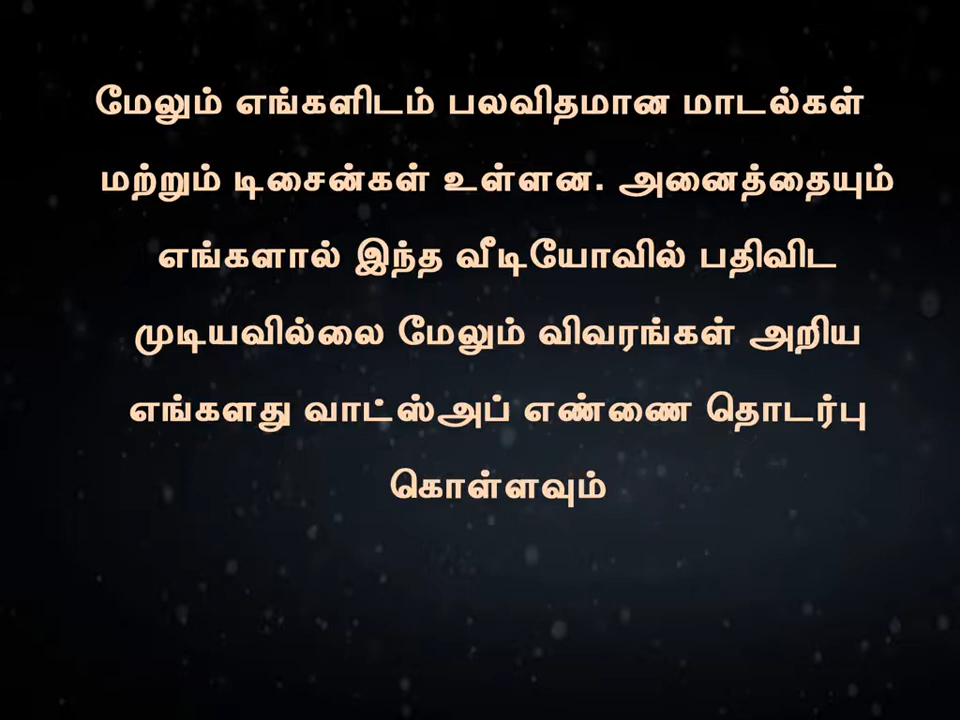 மேலும் எங்களிடம் பலவிதமான மாடல்கள்
மற்றும் டிசைன்கள் உள்ளன. அனைத்தையும்
எங்களால் இந்த வீடியோவில் பதிவிட
முடியவில்லை மேலும் விவரங்கள் அறிய
எங்களது வாட்ஸ்அப் எண்ணை தொடர்பு
கொள்ளவும்